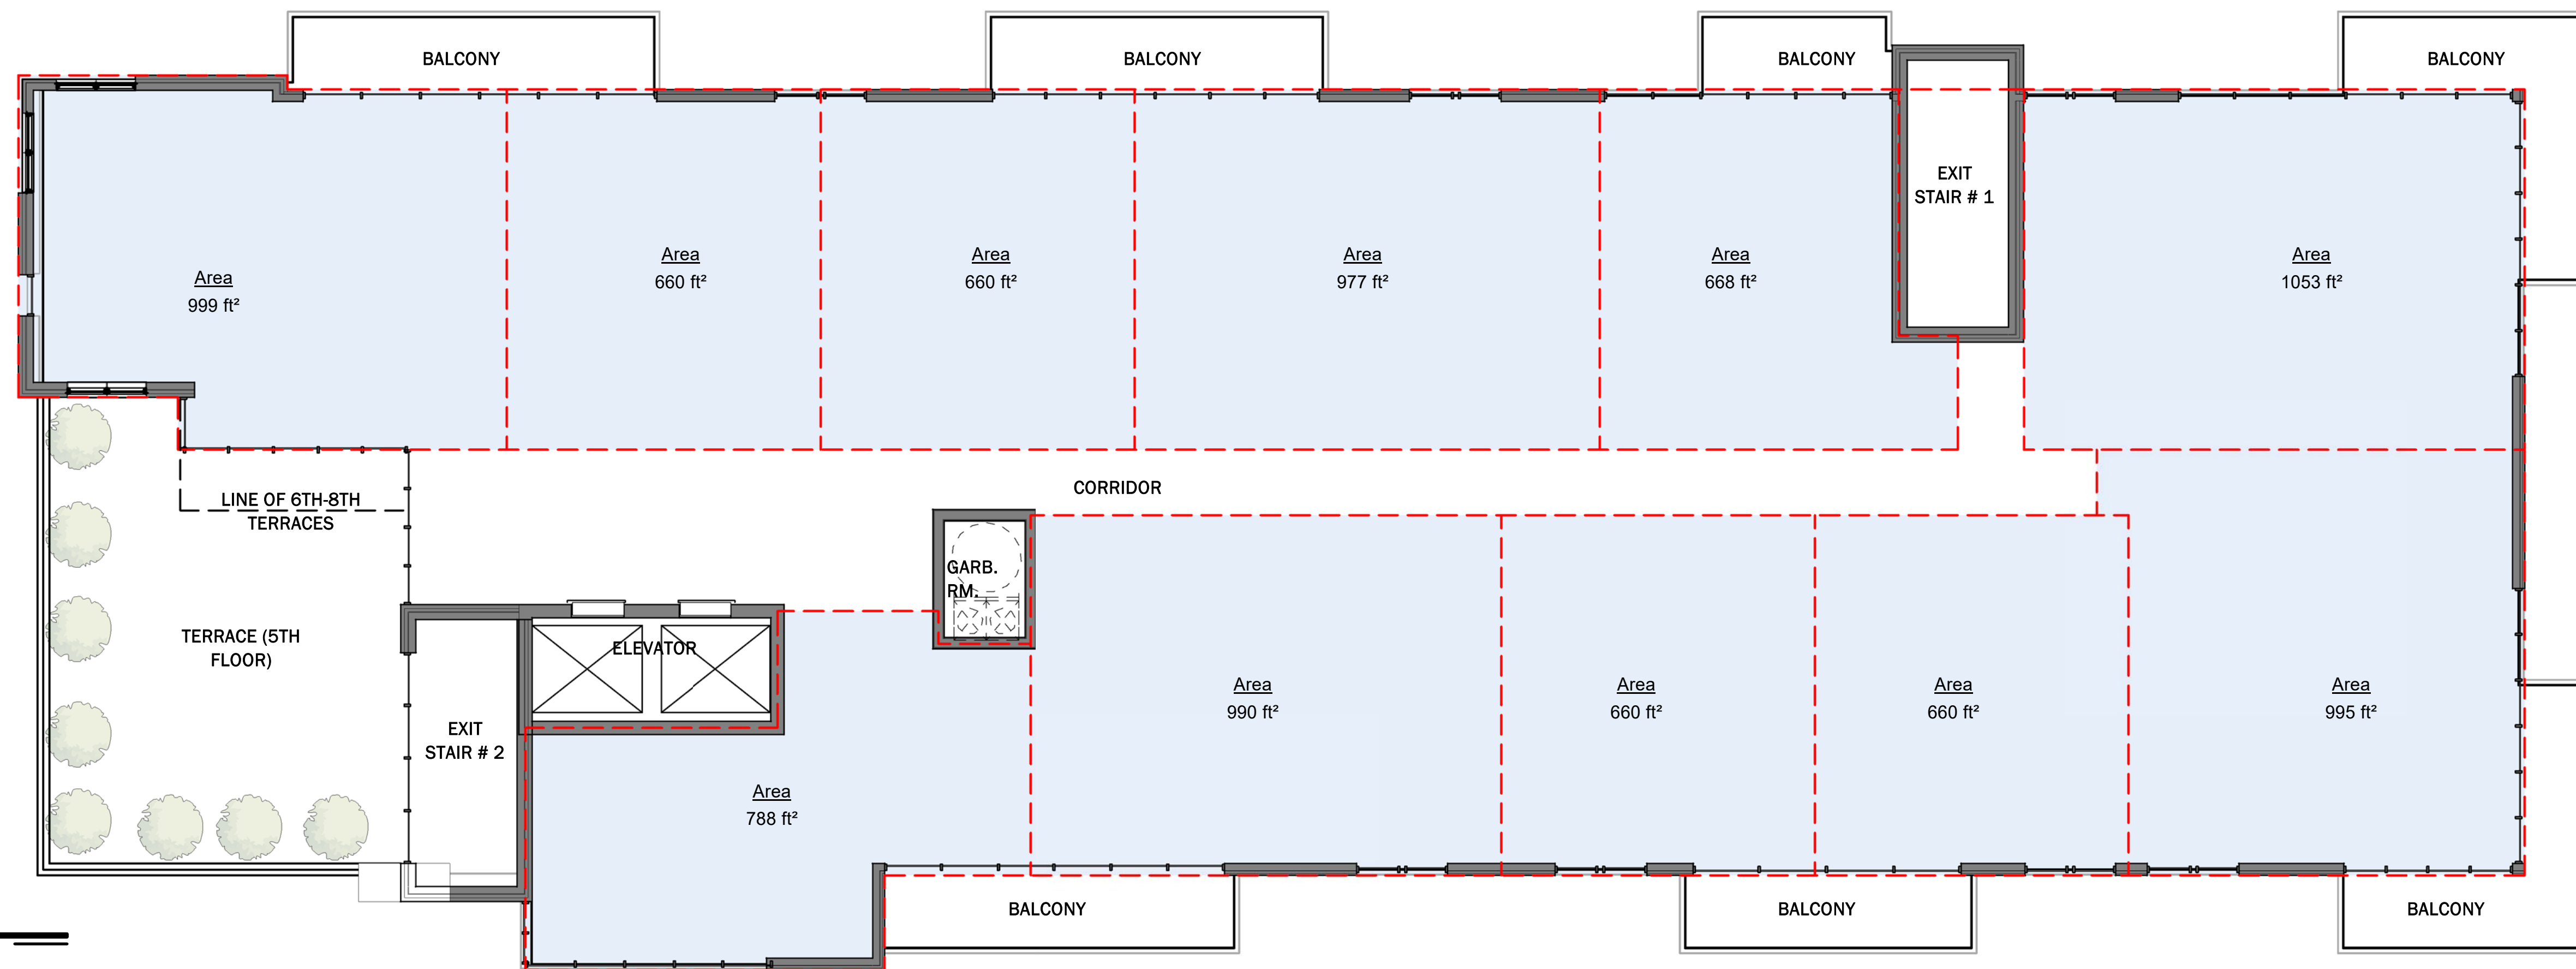 BALCONY
BALCONY
BALCONY
BALCONY
EXIT
STAIR # 1
Area
999 ft²
Area
660 ft²
Area
660 ft²
Area
977 ft²
Area
668 ft²
Area
1053 ft²
CORRIDOR
LINE OF 6TH-8TH
TERRACES
GARB.
RM.
TERRACE (5TH
FLOOR)
ELEVATOR
EXIT
STAIR # 2
Area
788 ft²
Area
990 ft²
Area
660 ft²
Area
660 ft²
Area
995 ft²
BALCONY
BALCONY
BALCONY